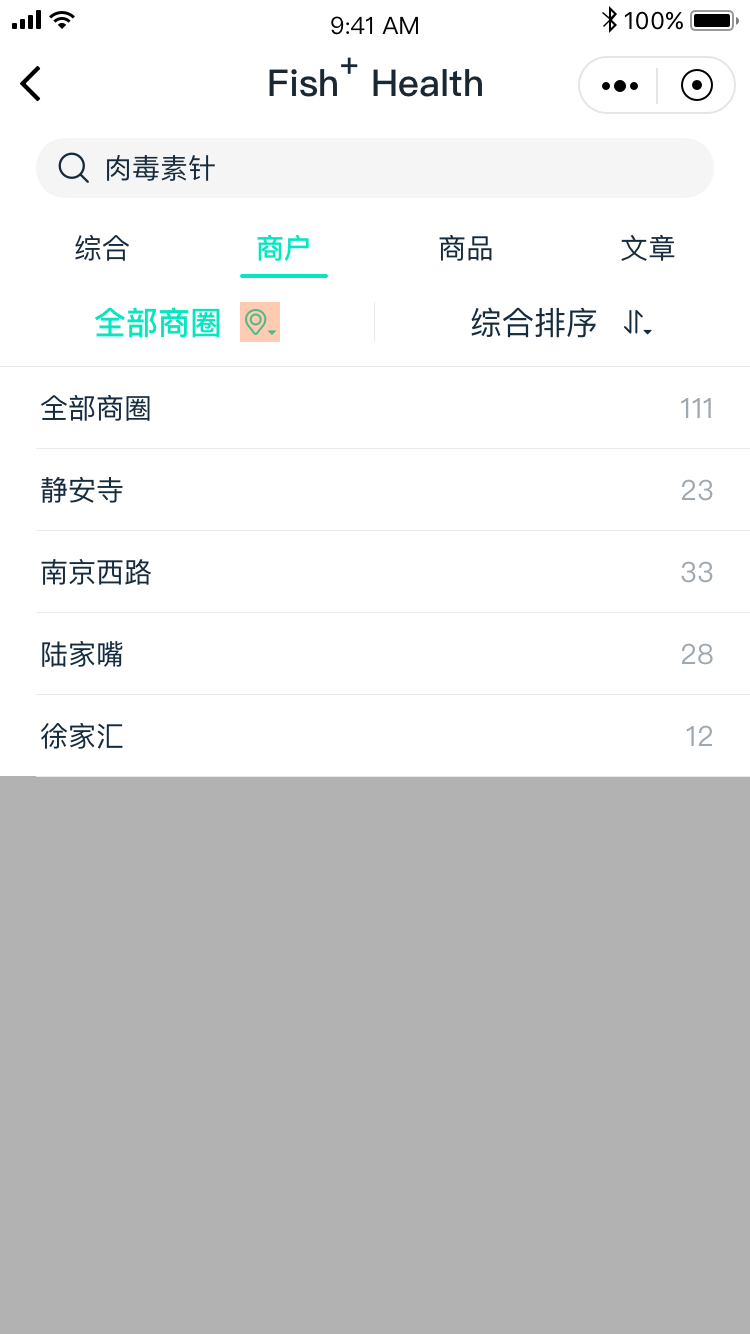 9:41 AM
100%
Fish+ Health
肉毒素针
综合 商户 商品 文章
全部商圈 综合排序
全部商圈 111
静安寺 23
南京西路 33
陆家嘴 28
徐家汇 12